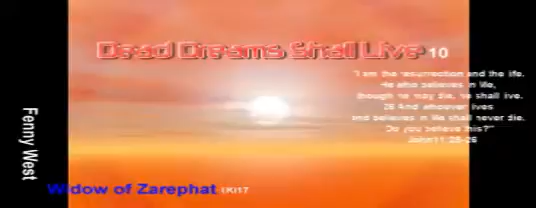 Dead Dreams Shall Live 10
"I am the resurrection and the life.
He who believes in Me,
though he may die, he shall live.
26 And whoever lives
and believes in Me shall never die.
Do you believe this?"
John11:25-26
Fenny West
Widow of Zarephat